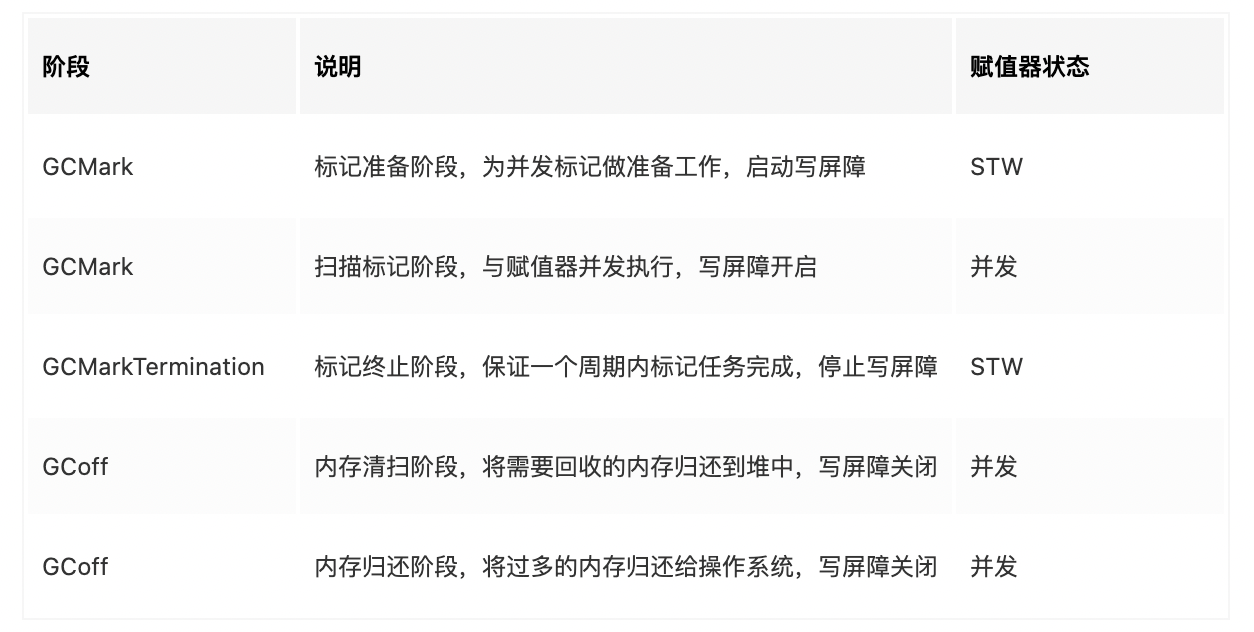 阶段 说明 赋值器状态
GCMark 标记准备阶段，为并发标记做准备工作，启动写屏障 STW
GCMark 扫描标记阶段，与赋值器并发执行，写屏障开启 并发
GCMarkTermination 标记终止阶段，保证一个周期内标记任务完成，停止写屏障 STW
GCoff 内存清扫阶段，将需要回收的内存归还到堆中，写屏障关闭 并发
GCoff 内存归还阶段，将过多的内存归还给操作系统，写屏障关闭 并发